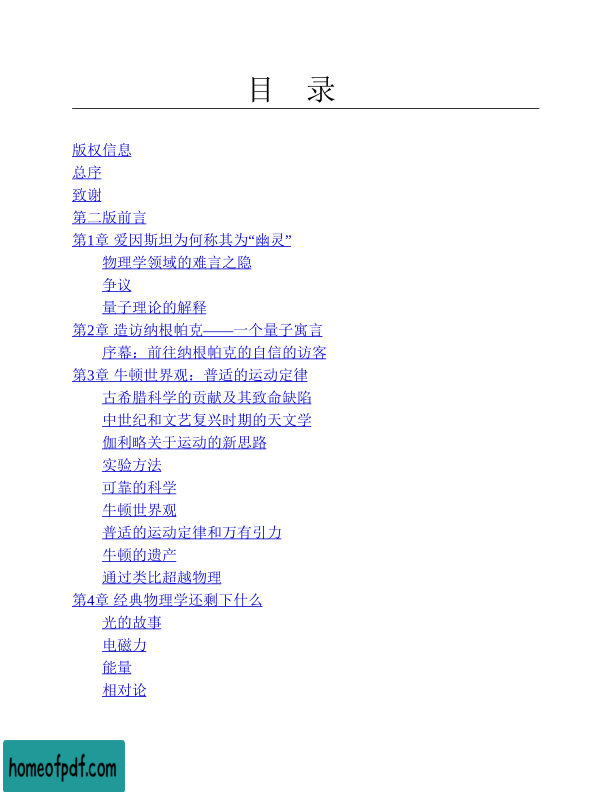 目 录
版权信息
总序
致谢
第二版前言
第1章 爱因斯坦为何称其为“幽灵”
物理学领域的难言之隐
争议
量子理论的解释
第2章 造访纳根帕克——一个量子寓言
序幕：前往纳根帕克的自信的访客
第3章 牛顿世界观：普适的运动定律
古希腊科学的贡献及其致命缺陷
中世纪和文艺复兴时期的天文学
伽利略关于运动的新思路
实验方法
可靠的科学
牛顿世界观
普适的运动定律和万有引力
牛顿的遗产
通过类比超越物理
第4章 经典物理学还剩下什么
光的故事
电磁力
能量
相对论
homeofpdf.com